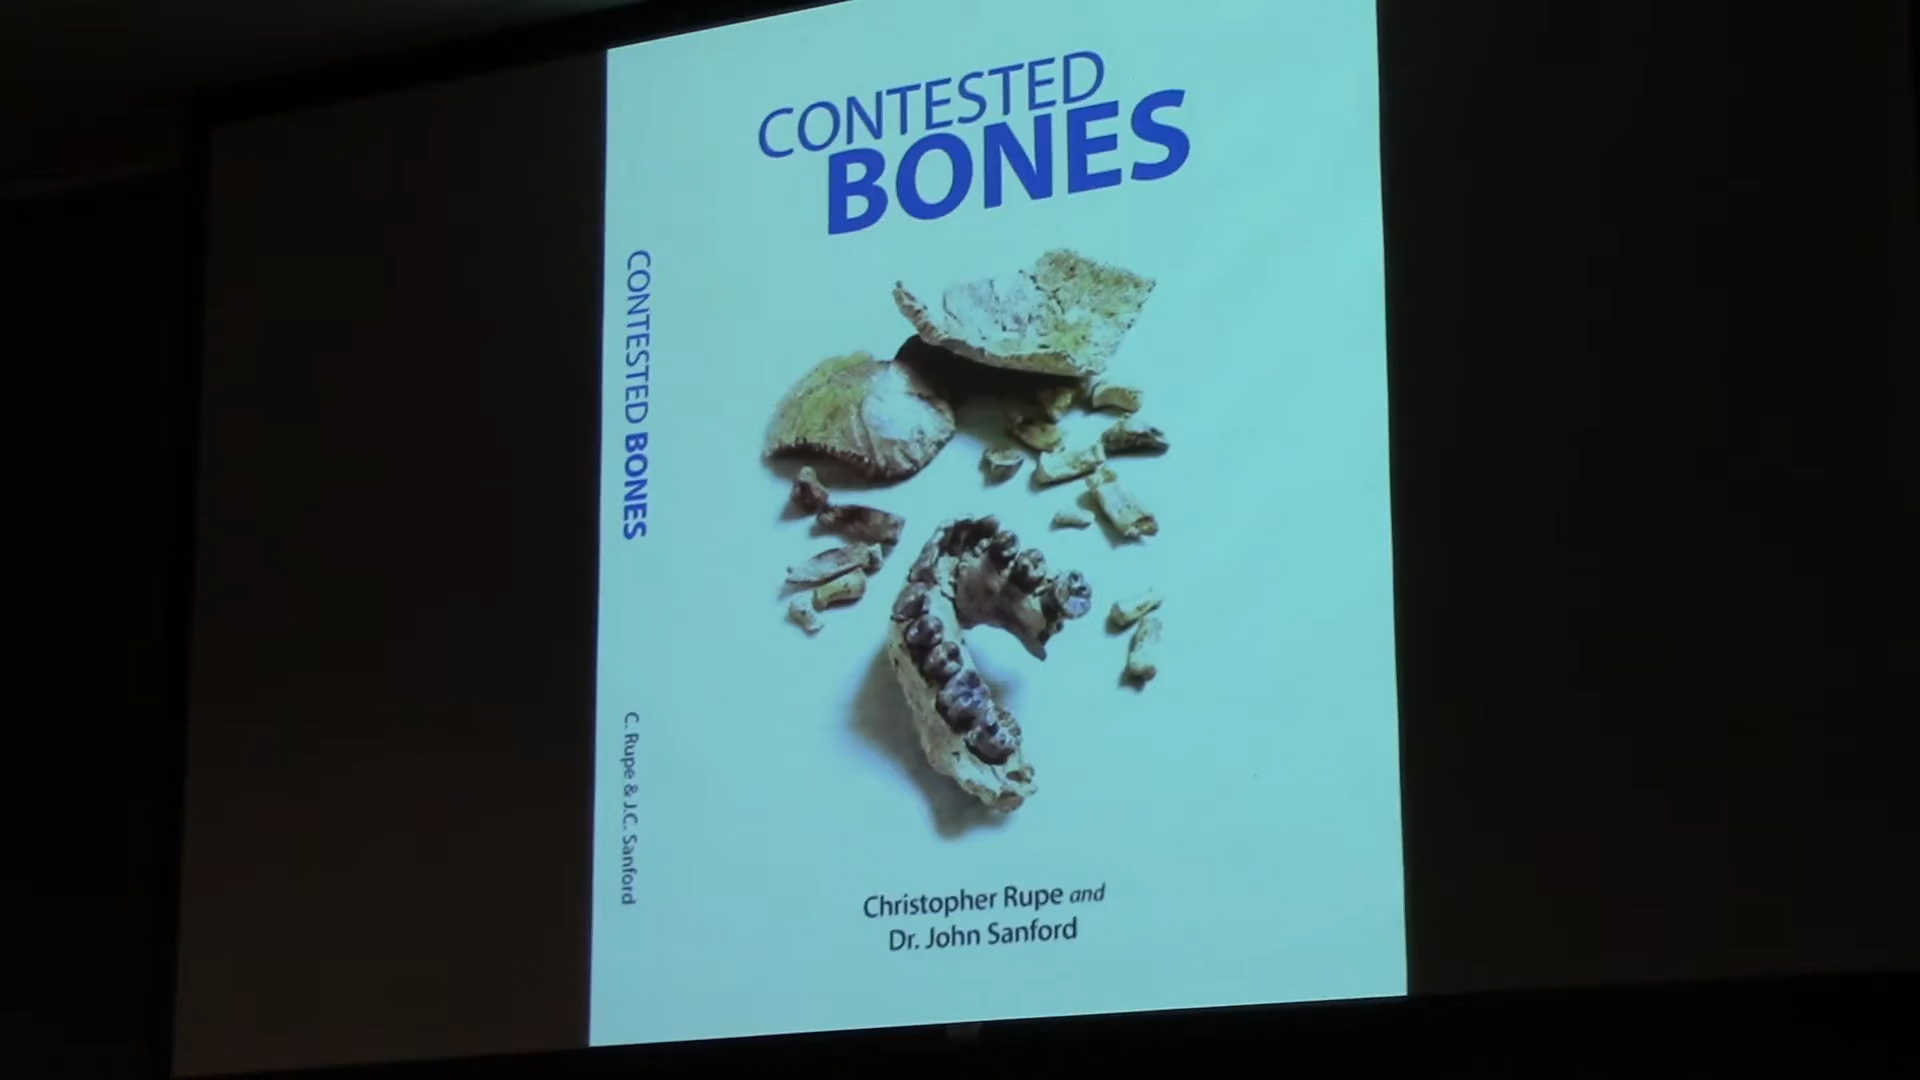 CONTESTED
BONES
CONTESTED BONES
C. Rupe & J.C. Sanford
Christopher Rupe and
Dr. John Sanford